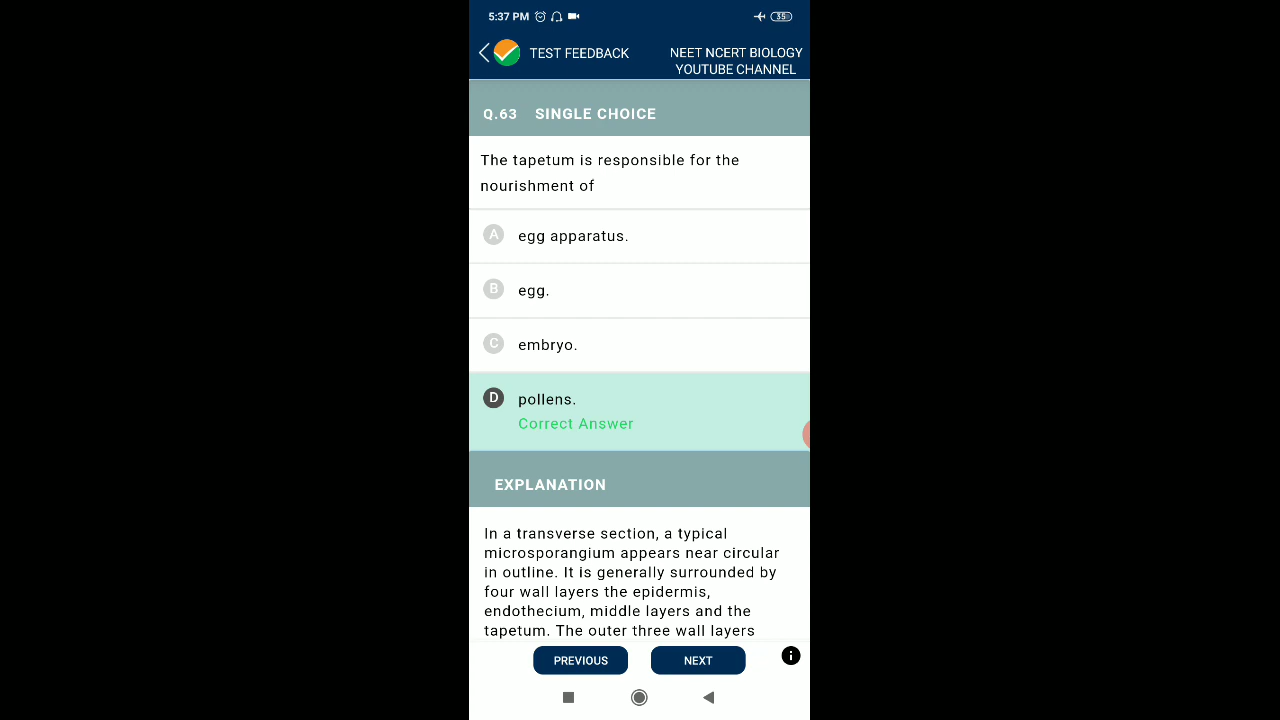 5:37 PM 35
TEST FEEDBACK
NEET NCERT BIOLOGY
YOUTUBE CHANNEL
Q.63 SINGLE CHOICE
The tapetum is responsible for the
nourishment of
A egg apparatus.
B egg.
C embryo.
D pollens.
Correct Answer
EXPLANATION
In a transverse section, a typical
microsporangium appears near circular
in outline. It is generally surrounded by
four wall layers the epidermis,
endothecium, middle layers and the
tapetum. The outer three wall layers
PREVIOUS NEXT